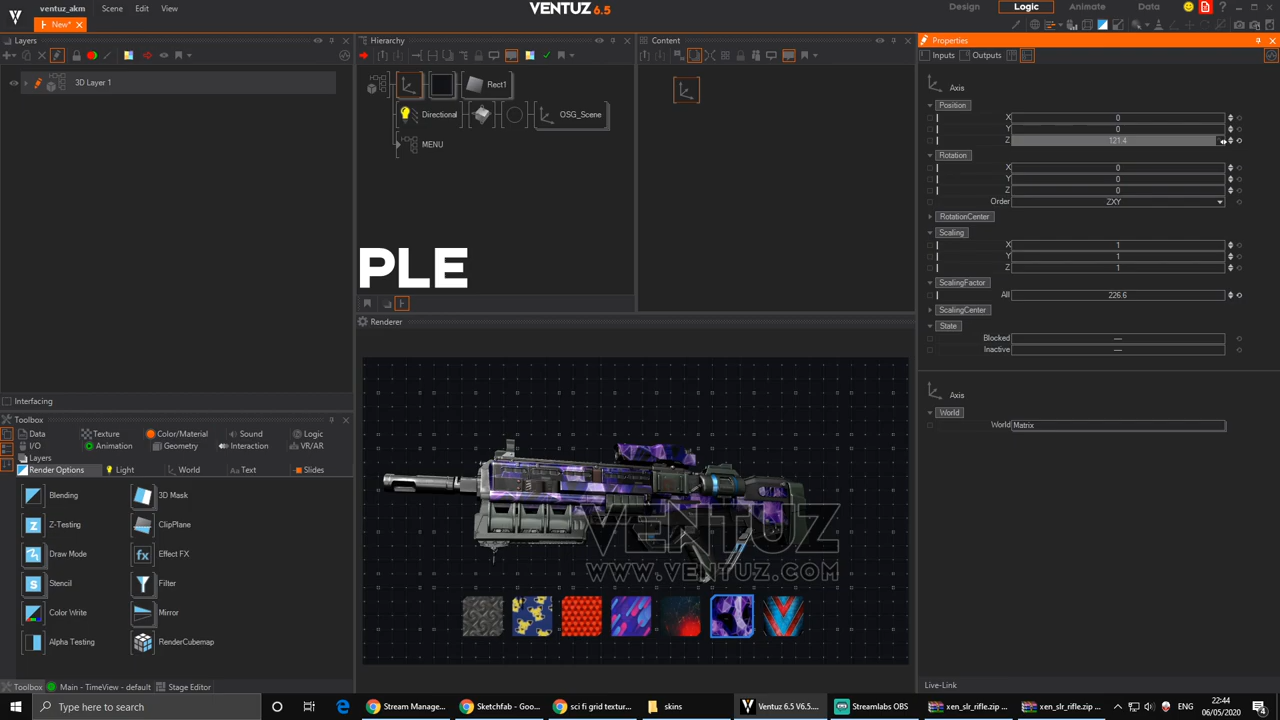 ventuz_akm Scene Edit View
VENTUZ 6.5
Design Logic Animate Data
New*
Layers
3D Layer 1
Interfacing
Hierarchy
Rect1
Directional OSG_Scene
MENU
PLE
Content
Renderer
VENTUZ
WWW.VENTUZ.COM
Toolbox
Data Texture Color/Material Sound Logic
I/O Animation Geometry Interaction VR/AR
Layers
Render Options Light World Text Slides
Blending 3D Mask
Z-Testing ClipPlane
Draw Mode Effect FX
Stencil Filter
Color Write Mirror
Alpha Testing RenderCubemap
Toolbox Main - TimeView - default Stage Editor
Properties
Inputs Outputs
Axis
Position
X 0
Y 0
Z 121.4
Rotation
X 0
Y 0
Z 0
Order ZXY
RotationCenter
Scaling
X 1
Y 1
Z 1
ScalingFactor
All 226.6
ScalingCenter
State
Blocked —
Inactive —
Axis
World
World Matrix
Live-Link
Type here to search
Stream Manage...
Sketchfab - Goo...
sci fi grid textur...
skins
Ventuz 6.5 V6.5....
Streamlabs OBS
xen_slr_rifle.zip ...
xen_slr_rifle.zip ...
22:44
06/05/2020